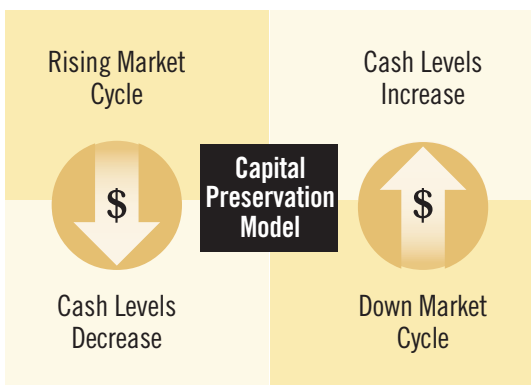 Rising Market
Cycle
Cash Levels
Increase
$
Capital
Preservation
Model
$
Cash Levels
Decrease
Down Market
Cycle